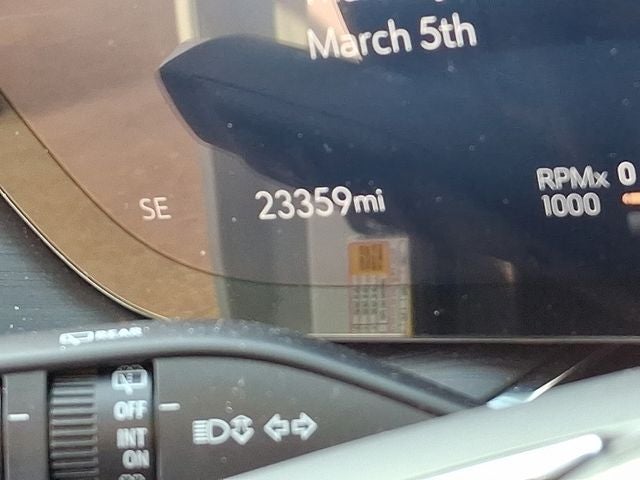 March 5th
SE
23359mi
RPMx 0
1000
REAR
OFF
INT
ON